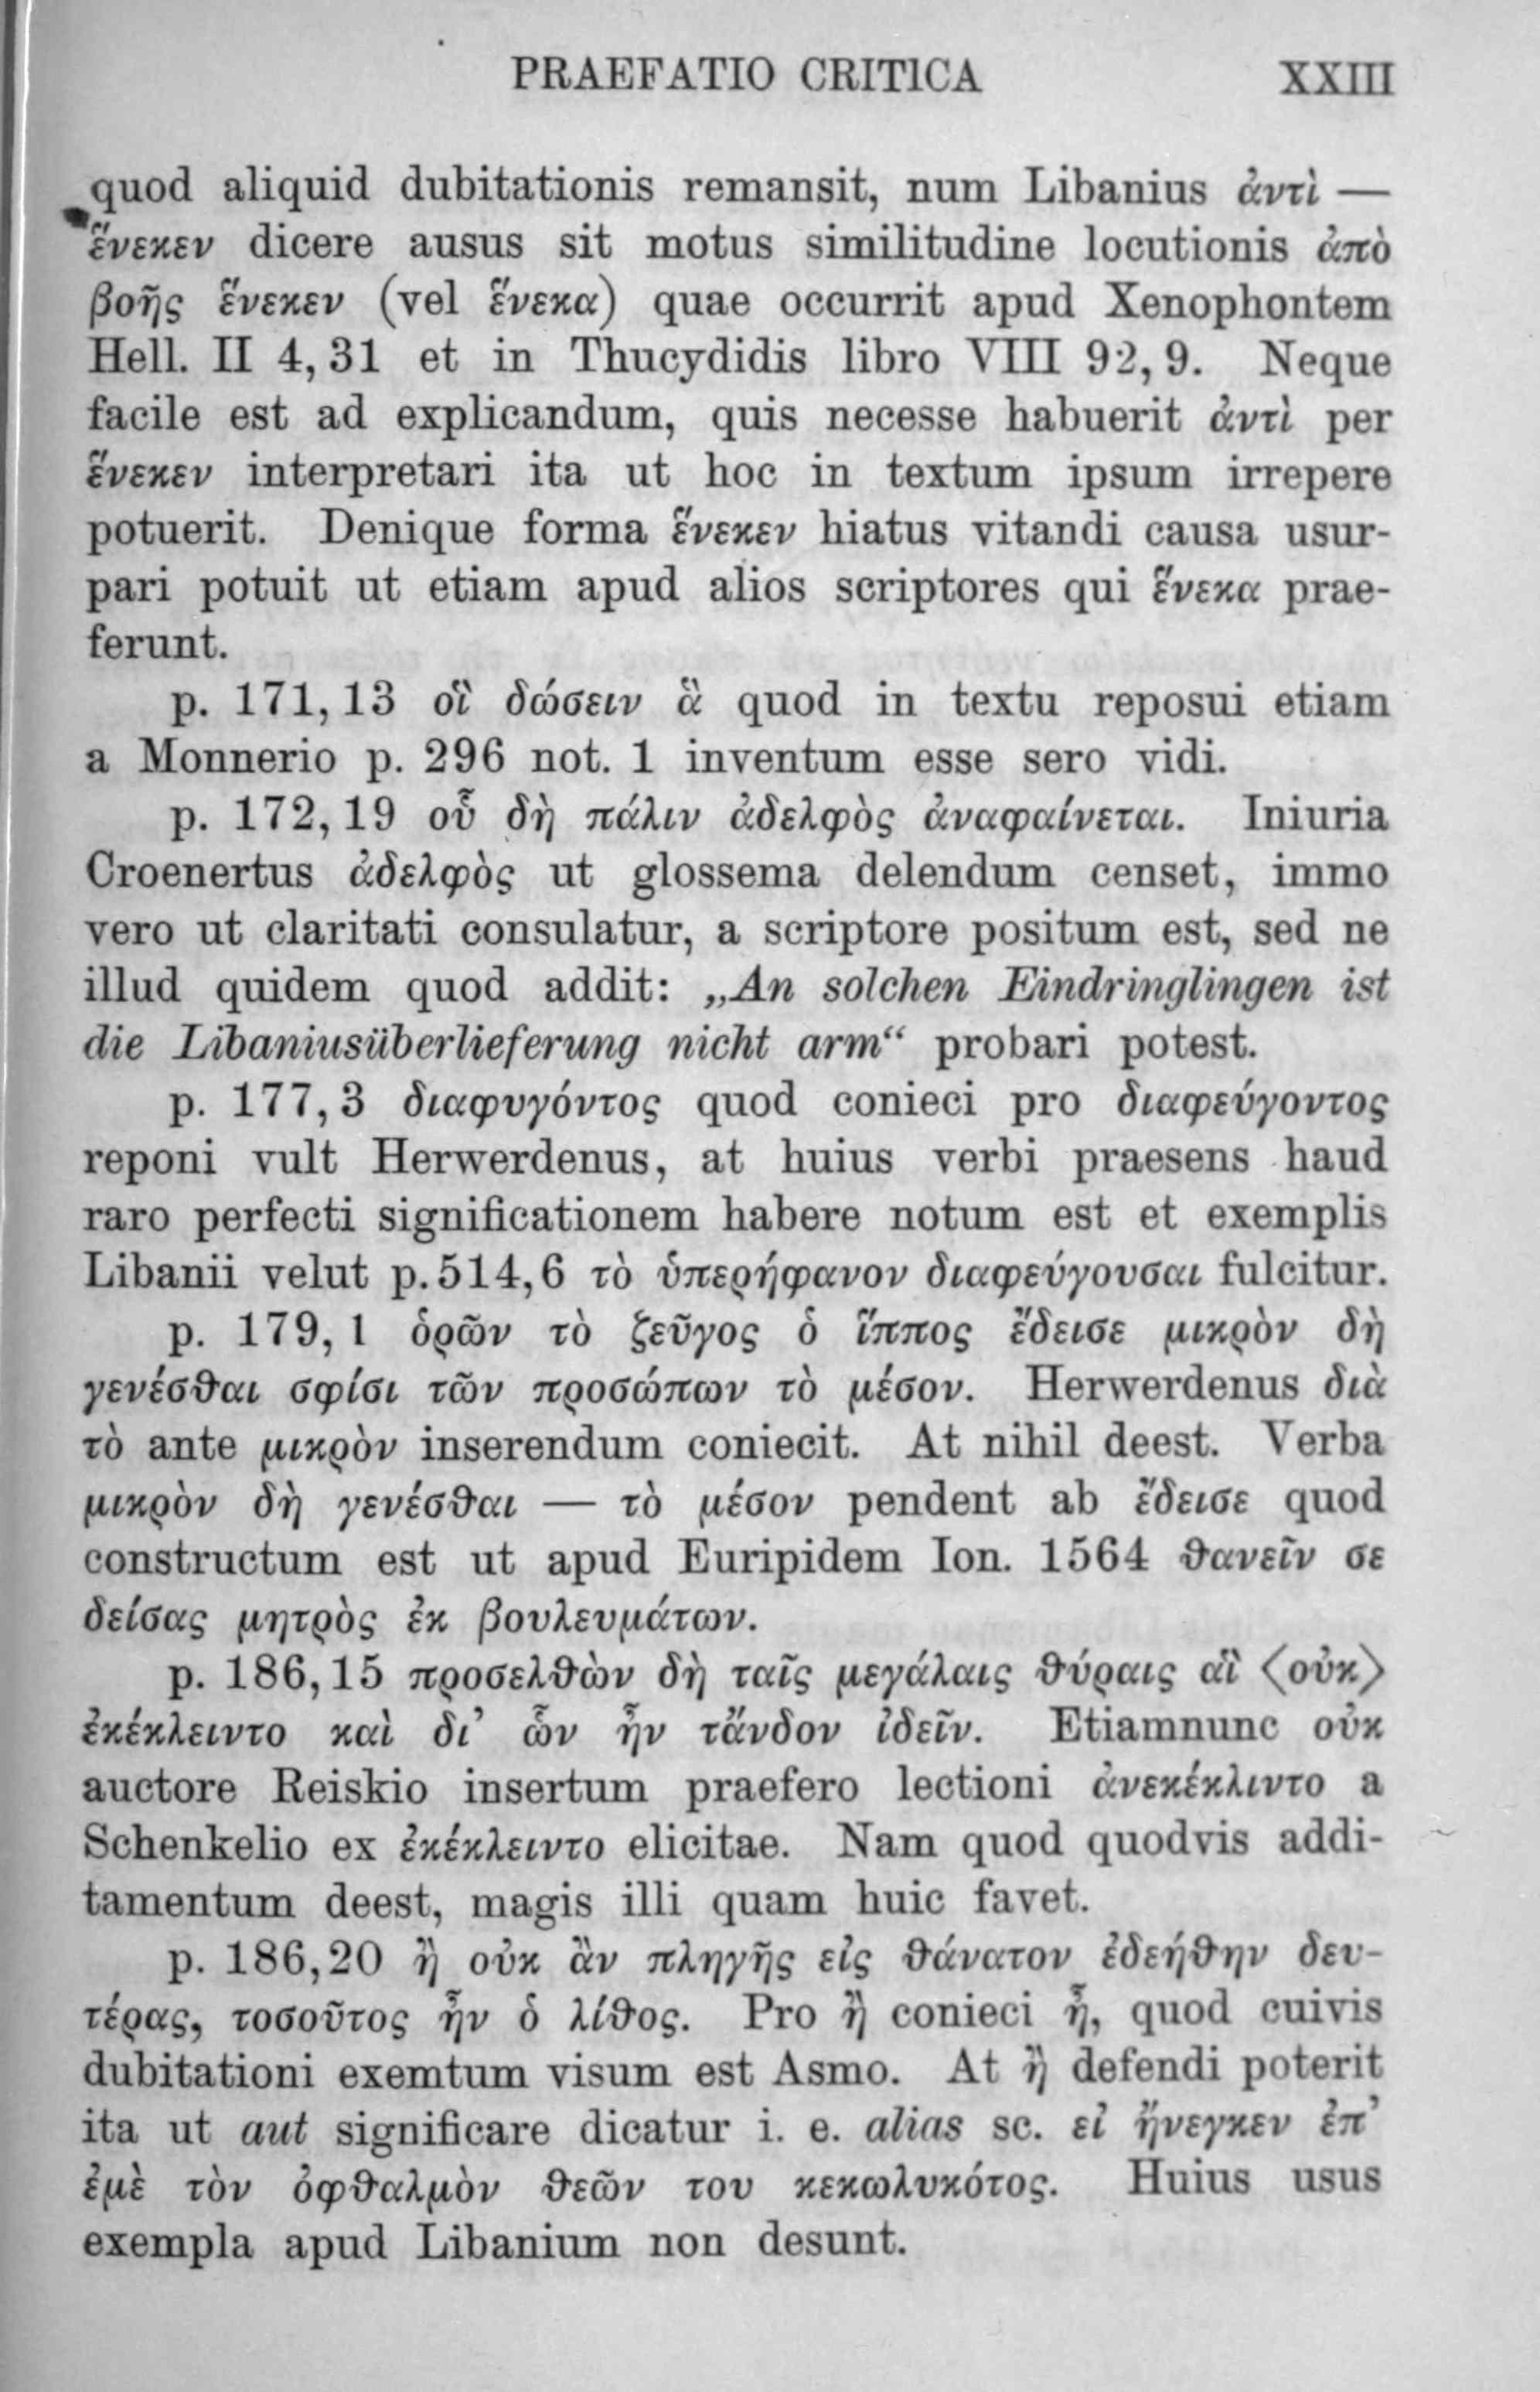 PRAEFATIO CRITICA XXIII
quod aliquid dubitationis remansit, num Libanius ἀντὶ —
ἕνεκεν dicere ausus sit motus similitudine locutionis ἀπὸ
βοῆς ἕνεκεν (vel ἕνεκα) quae occurrit apud Xenophontem
Hell. II 4, 31 et in Thucydidis libro VIII 92, 9. Neque
facile est ad explicandum, quis necesse habuerit ἀντὶ per
ἕνεκεν interpretari ita ut hoc in textum ipsum irrepere
potuerit. Denique forma ἕνεκεν hiatus vitandi causa usur-
pari potuit ut etiam apud alios scriptores qui ἕνεκα prae-
ferunt.
p. 171, 13 οἳ δώσειν ἃ quod in textu reposui etiam
a Monnerio p. 296 not. 1 inventum esse sero vidi.
p. 172, 19 οὗ δὴ πάλιν ἀδελφὸς ἀναφαίνεται. Iniuria
Croenertus ἀδελφὸς ut glossema delendum censet, immo
vero ut claritati consulatur, a scriptore positum est, sed ne
illud quidem quod addit: „An solchen Eindringlingen ist
die Libaniusüberlieferung nicht arm“ probari potest.
p. 177, 3 διαφυγόντος quod conieci pro διαφεύγοντος
reponi vult Herwerdenus, at huius verbi praesens haud
raro perfecti significationem habere notum est et exemplis
Libanii velut p. 514, 6 τὸ ὑπερήφανον διαφεύγουσαι fulcitur.
p. 179, 1 ὁρῶν τὸ ζεῦγος ὁ ἵππος ἔδεισε μικρὸν δὴ
γενέσθαι σφίσι τῶν προσώπων τὸ μέσον. Herwerdenus διὰ
τὸ ante μικρὸν inserendum coniecit. At nihil deest. Verba
μικρὸν δὴ γενέσθαι — τὸ μέσον pendent ab ἔδεισε quod
constructum est ut apud Euripidem Ion. 1564 θανεῖν σε
δείσας μητρὸς ἐκ βουλευμάτων.
p. 186, 15 προσελθὼν δὴ ταῖς μεγάλαις θύραις αἳ ⟨οὐκ⟩
ἐκέκλειντο καὶ δι’ ὧν ἦν τἄνδον ἰδεῖν. Etiamnunc οὐκ
auctore Reiskio insertum praefero lectioni ἀνεκέκλιντο a
Schenkelio ex ἐκέκλειντο elicitae. Nam quod quodvis addi-
tamentum deest, magis illi quam huic favet.
p. 186, 20 ἢ οὐκ ἂν πληγῆς εἰς θάνατον ἐδεήθην δευ-
τέρας, τοσοῦτος ἦν ὁ λίθος. Pro ἢ conieci ἦ, quod cuivis
dubitationi exemtum visum est Asmo. At ἢ defendi poterit
ita ut aut significare dicatur i. e. alias sc. εἰ ἤνεγκεν ἐπ’
ἐμὲ τὸν ὀφθαλμὸν θεῶν του κεκωλυκότος. Huius usus
exempla apud Libanium non desunt.